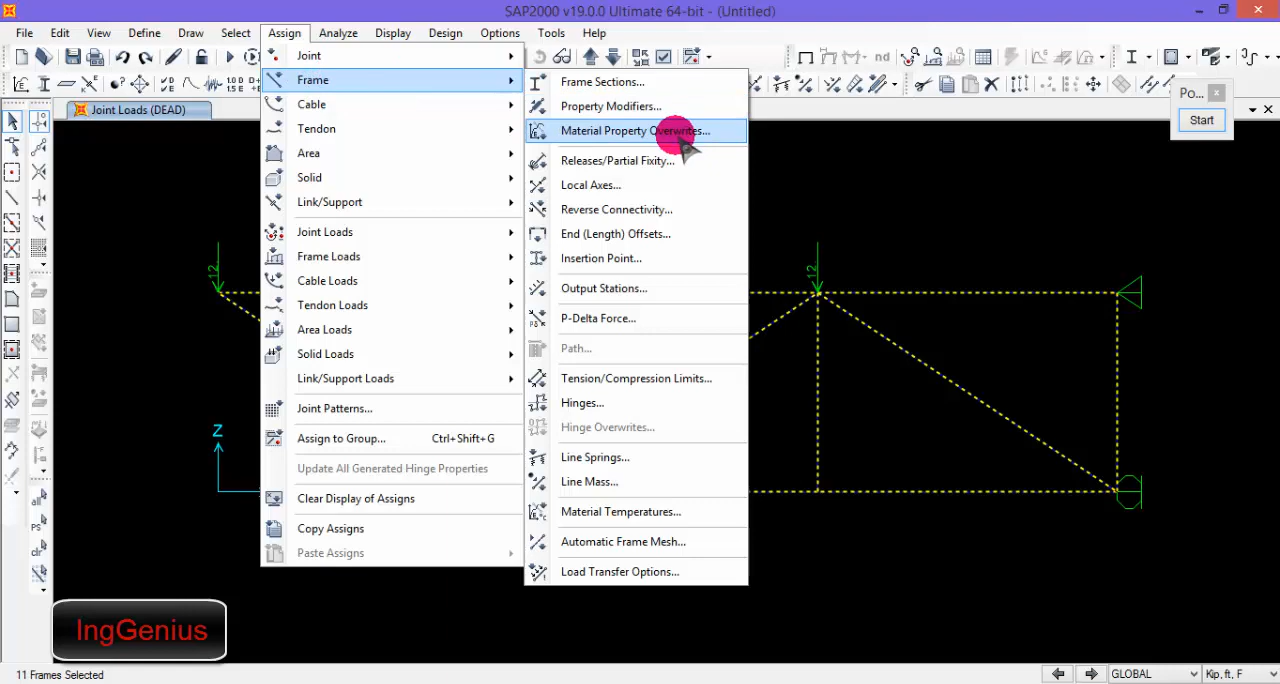 SAP2000 v19.0.0 Ultimate 64-bit - (Untitled)
File Edit View Define Draw Select Assign Analyze Display Design Options Tools Help
nd
Joint Loads (DEAD)
Po...
Start
Joint
Frame
Cable
Tendon
Area
Solid
Link/Support
Joint Loads
Frame Loads
Cable Loads
Tendon Loads
Area Loads
Solid Loads
Link/Support Loads
Joint Patterns...
Assign to Group... Ctrl+Shift+G
Update All Generated Hinge Properties
Clear Display of Assigns
Copy Assigns
Paste Assigns
Frame Sections...
Property Modifiers...
Material Property Overwrites...
Releases/Partial Fixity...
Local Axes...
Reverse Connectivity...
End (Length) Offsets...
Insertion Point...
Output Stations...
P-Delta Force...
Path...
Tension/Compression Limits...
Hinges...
Hinge Overwrites...
Line Springs...
Line Mass...
Material Temperatures...
Automatic Frame Mesh...
Load Transfer Options...
12
12
Z
all
PS
clr
IngGenius
11 Frames Selected
GLOBAL
Kip, ft, F